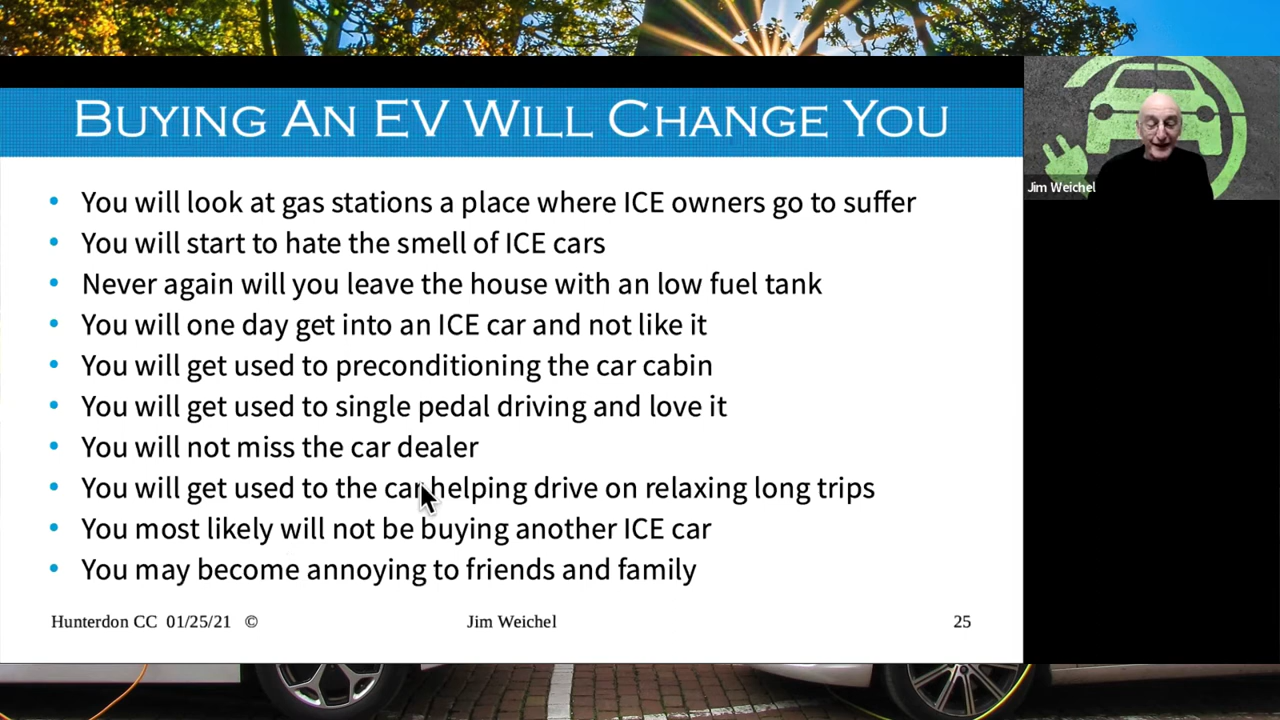 BUYING AN EV WILL CHANGE YOU
• You will look at gas stations a place where ICE owners go to suffer
• You will start to hate the smell of ICE cars
• Never again will you leave the house with an low fuel tank
• You will one day get into an ICE car and not like it
• You will get used to preconditioning the car cabin
• You will get used to single pedal driving and love it
• You will not miss the car dealer
• You will get used to the car helping drive on relaxing long trips
• You most likely will not be buying another ICE car
• You may become annoying to friends and family
Hunterdon CC 01/25/21 © Jim Weichel 25
Jim Weichel